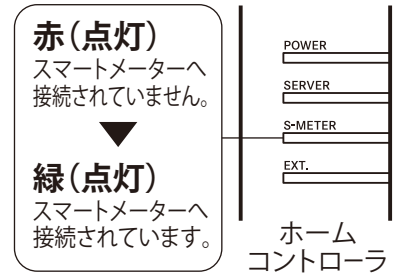 赤（点灯）
スマートメーターへ
接続されていません。
緑（点灯）
スマートメーターへ
接続されています。
POWER
SERVER
S-METER
EXT.
ホーム
コントローラ